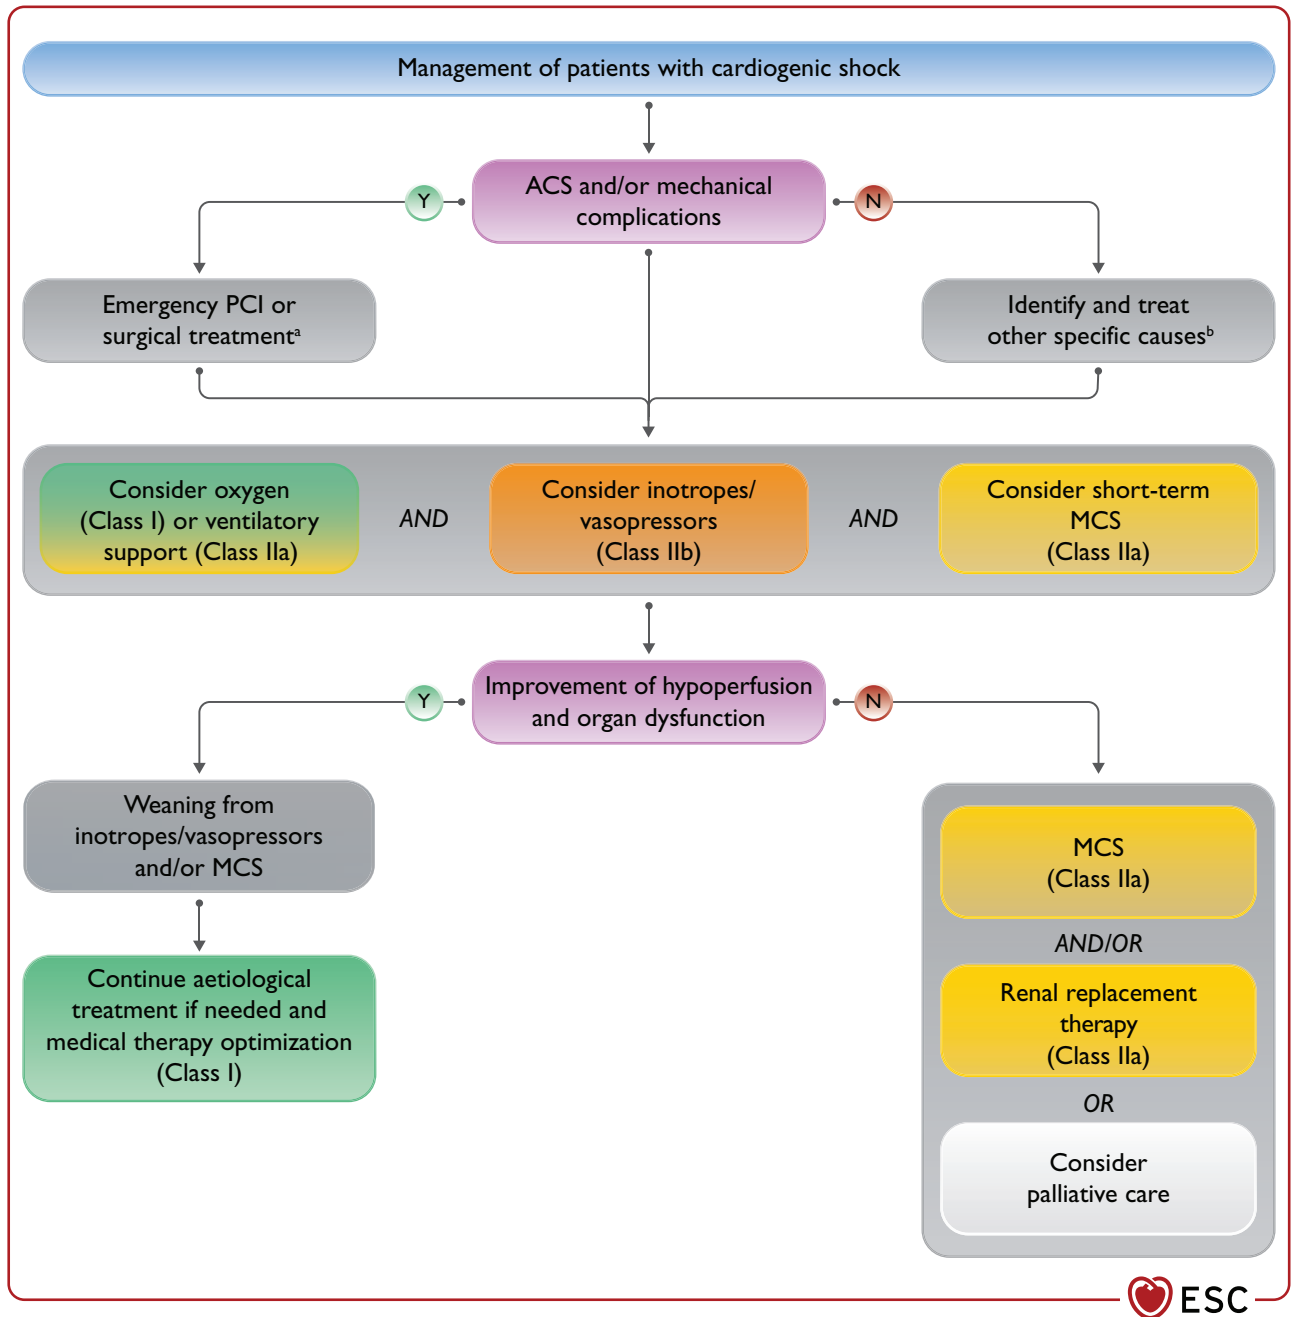 Management of patients with cardiogenic shock
ACS and/or mechanical
complications
Y
N
Emergency PCI or
surgical treatmentᵃ
Identify and treat
other specific causesᵇ
Consider oxygen
(Class I) or ventilatory
support (Class IIa)
AND
Consider inotropes/
vasopressors
(Class IIb)
AND
Consider short-term
MCS
(Class IIa)
Improvement of hypoperfusion
and organ dysfunction
Y
N
Weaning from
inotropes/vasopressors
and/or MCS
Continue aetiological
treatment if needed and
medical therapy optimization
(Class I)
MCS
(Class IIa)
AND/OR
Renal replacement
therapy
(Class IIa)
OR
Consider
palliative care
ESC